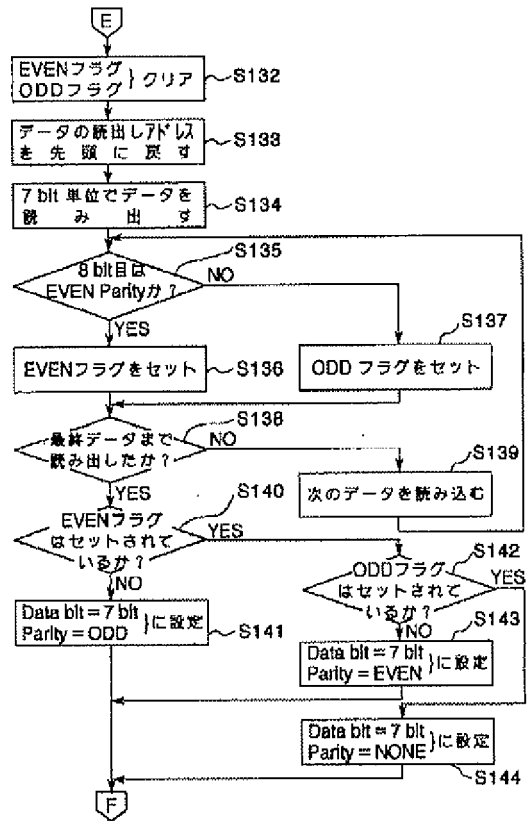 E
EVENフラグ
ODDフラグ
} クリア
S132
データの読出しアドレス
を先頭に戻す
S133
7 bit 単位でデータを
読み出す
S134
8 bit目は
EVEN Parityか?
S135
NO
YES
EVENフラグをセット
S136
S137
ODD フラグをセット
最終データまで
読み出したか?
S138
NO
YES
S139
次のデータを読み込む
EVENフラグ
はセットされて
いるか?
S140
YES
NO
ODDフラグ
はセットされて
いるか?
S142
YES
NO
Data bit = 7 bit
Parity = ODD
}に設定
S141
S143
Data bit = 7 bit
Parity = EVEN
}に設定
Data bit = 7 bit
Parity = NONE
}に設定
S144
F